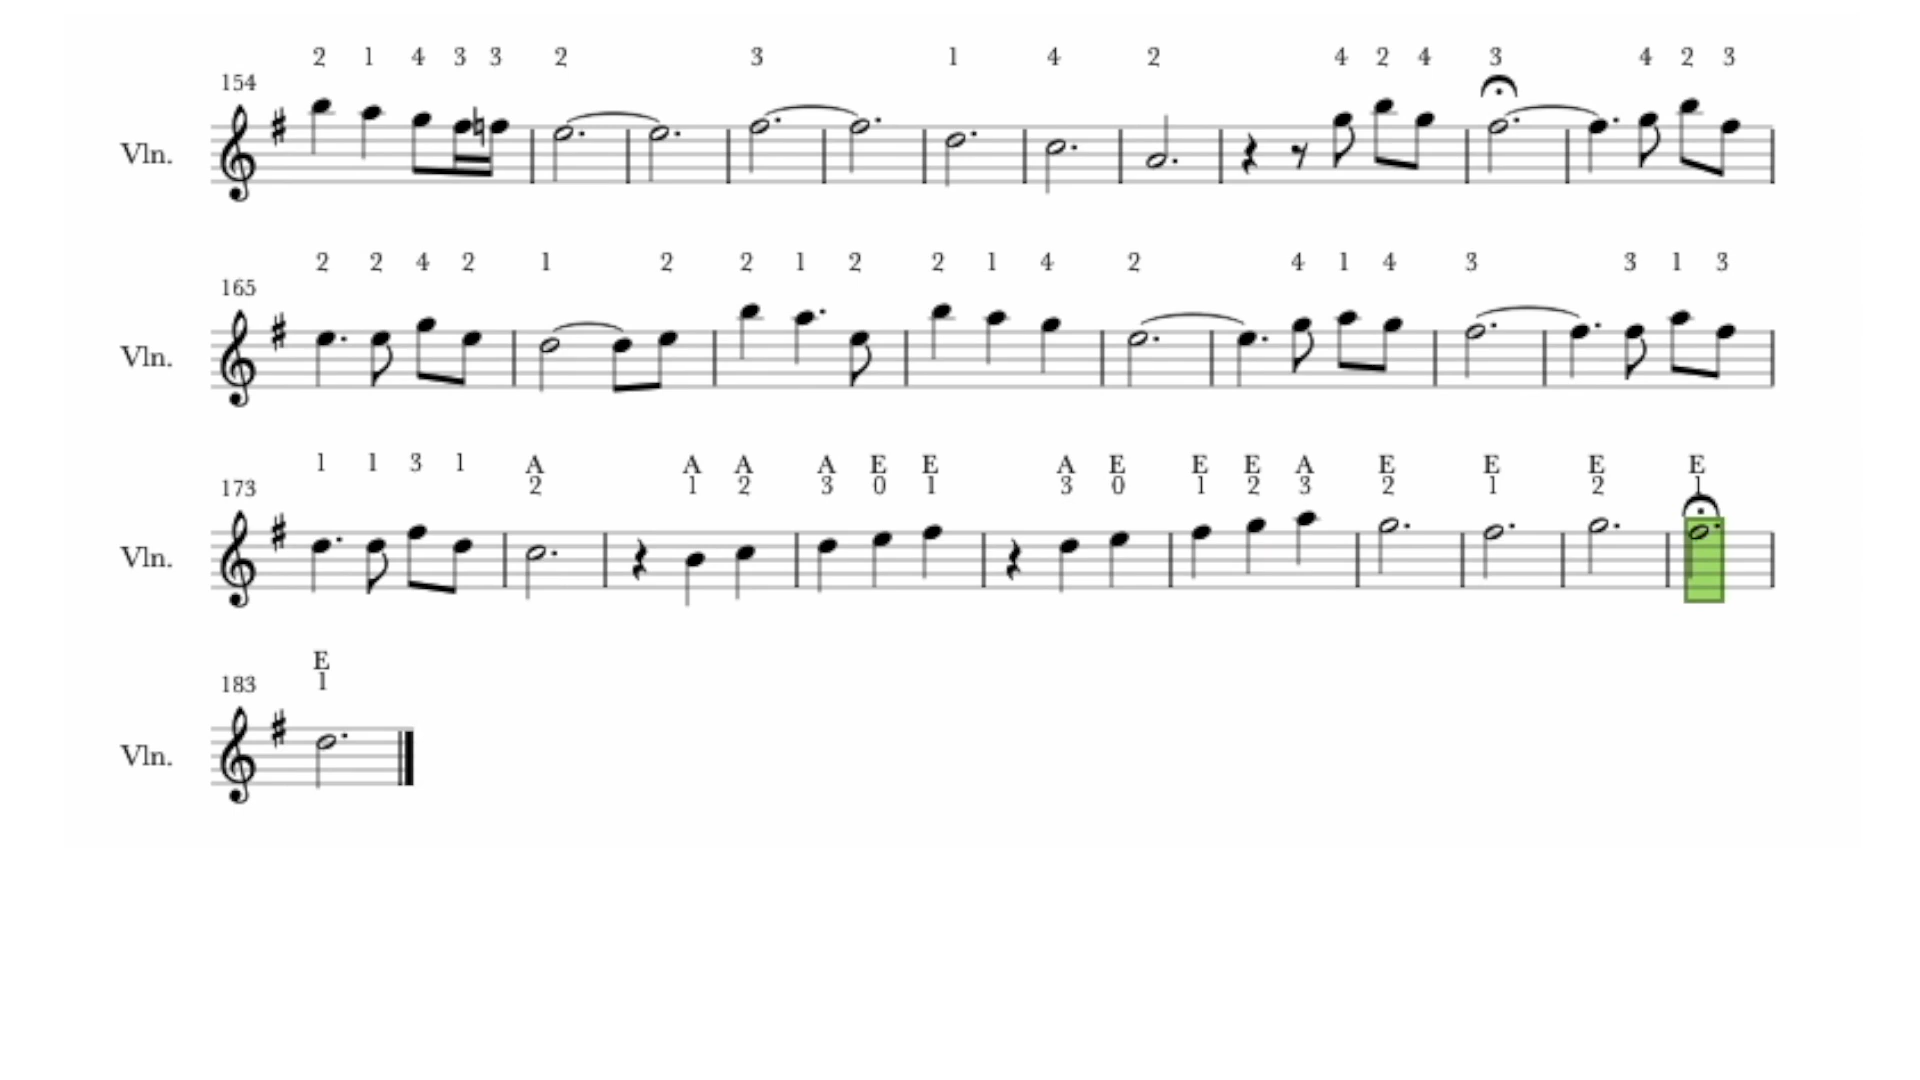 2 1 4 3 3 2 3 1 4 2 4 2 4 3 4 2 3
154
Vln.
2 2 4 2 1 2 2 1 2 2 1 4 2 4 1 4 3 3 1 3
165
Vln.
1 1 3 1 A A A A E E A E E E A E E E E
2 1 2 3 0 1 3 0 1 2 3 2 1 2 1
173
Vln.
E
1
183
Vln.